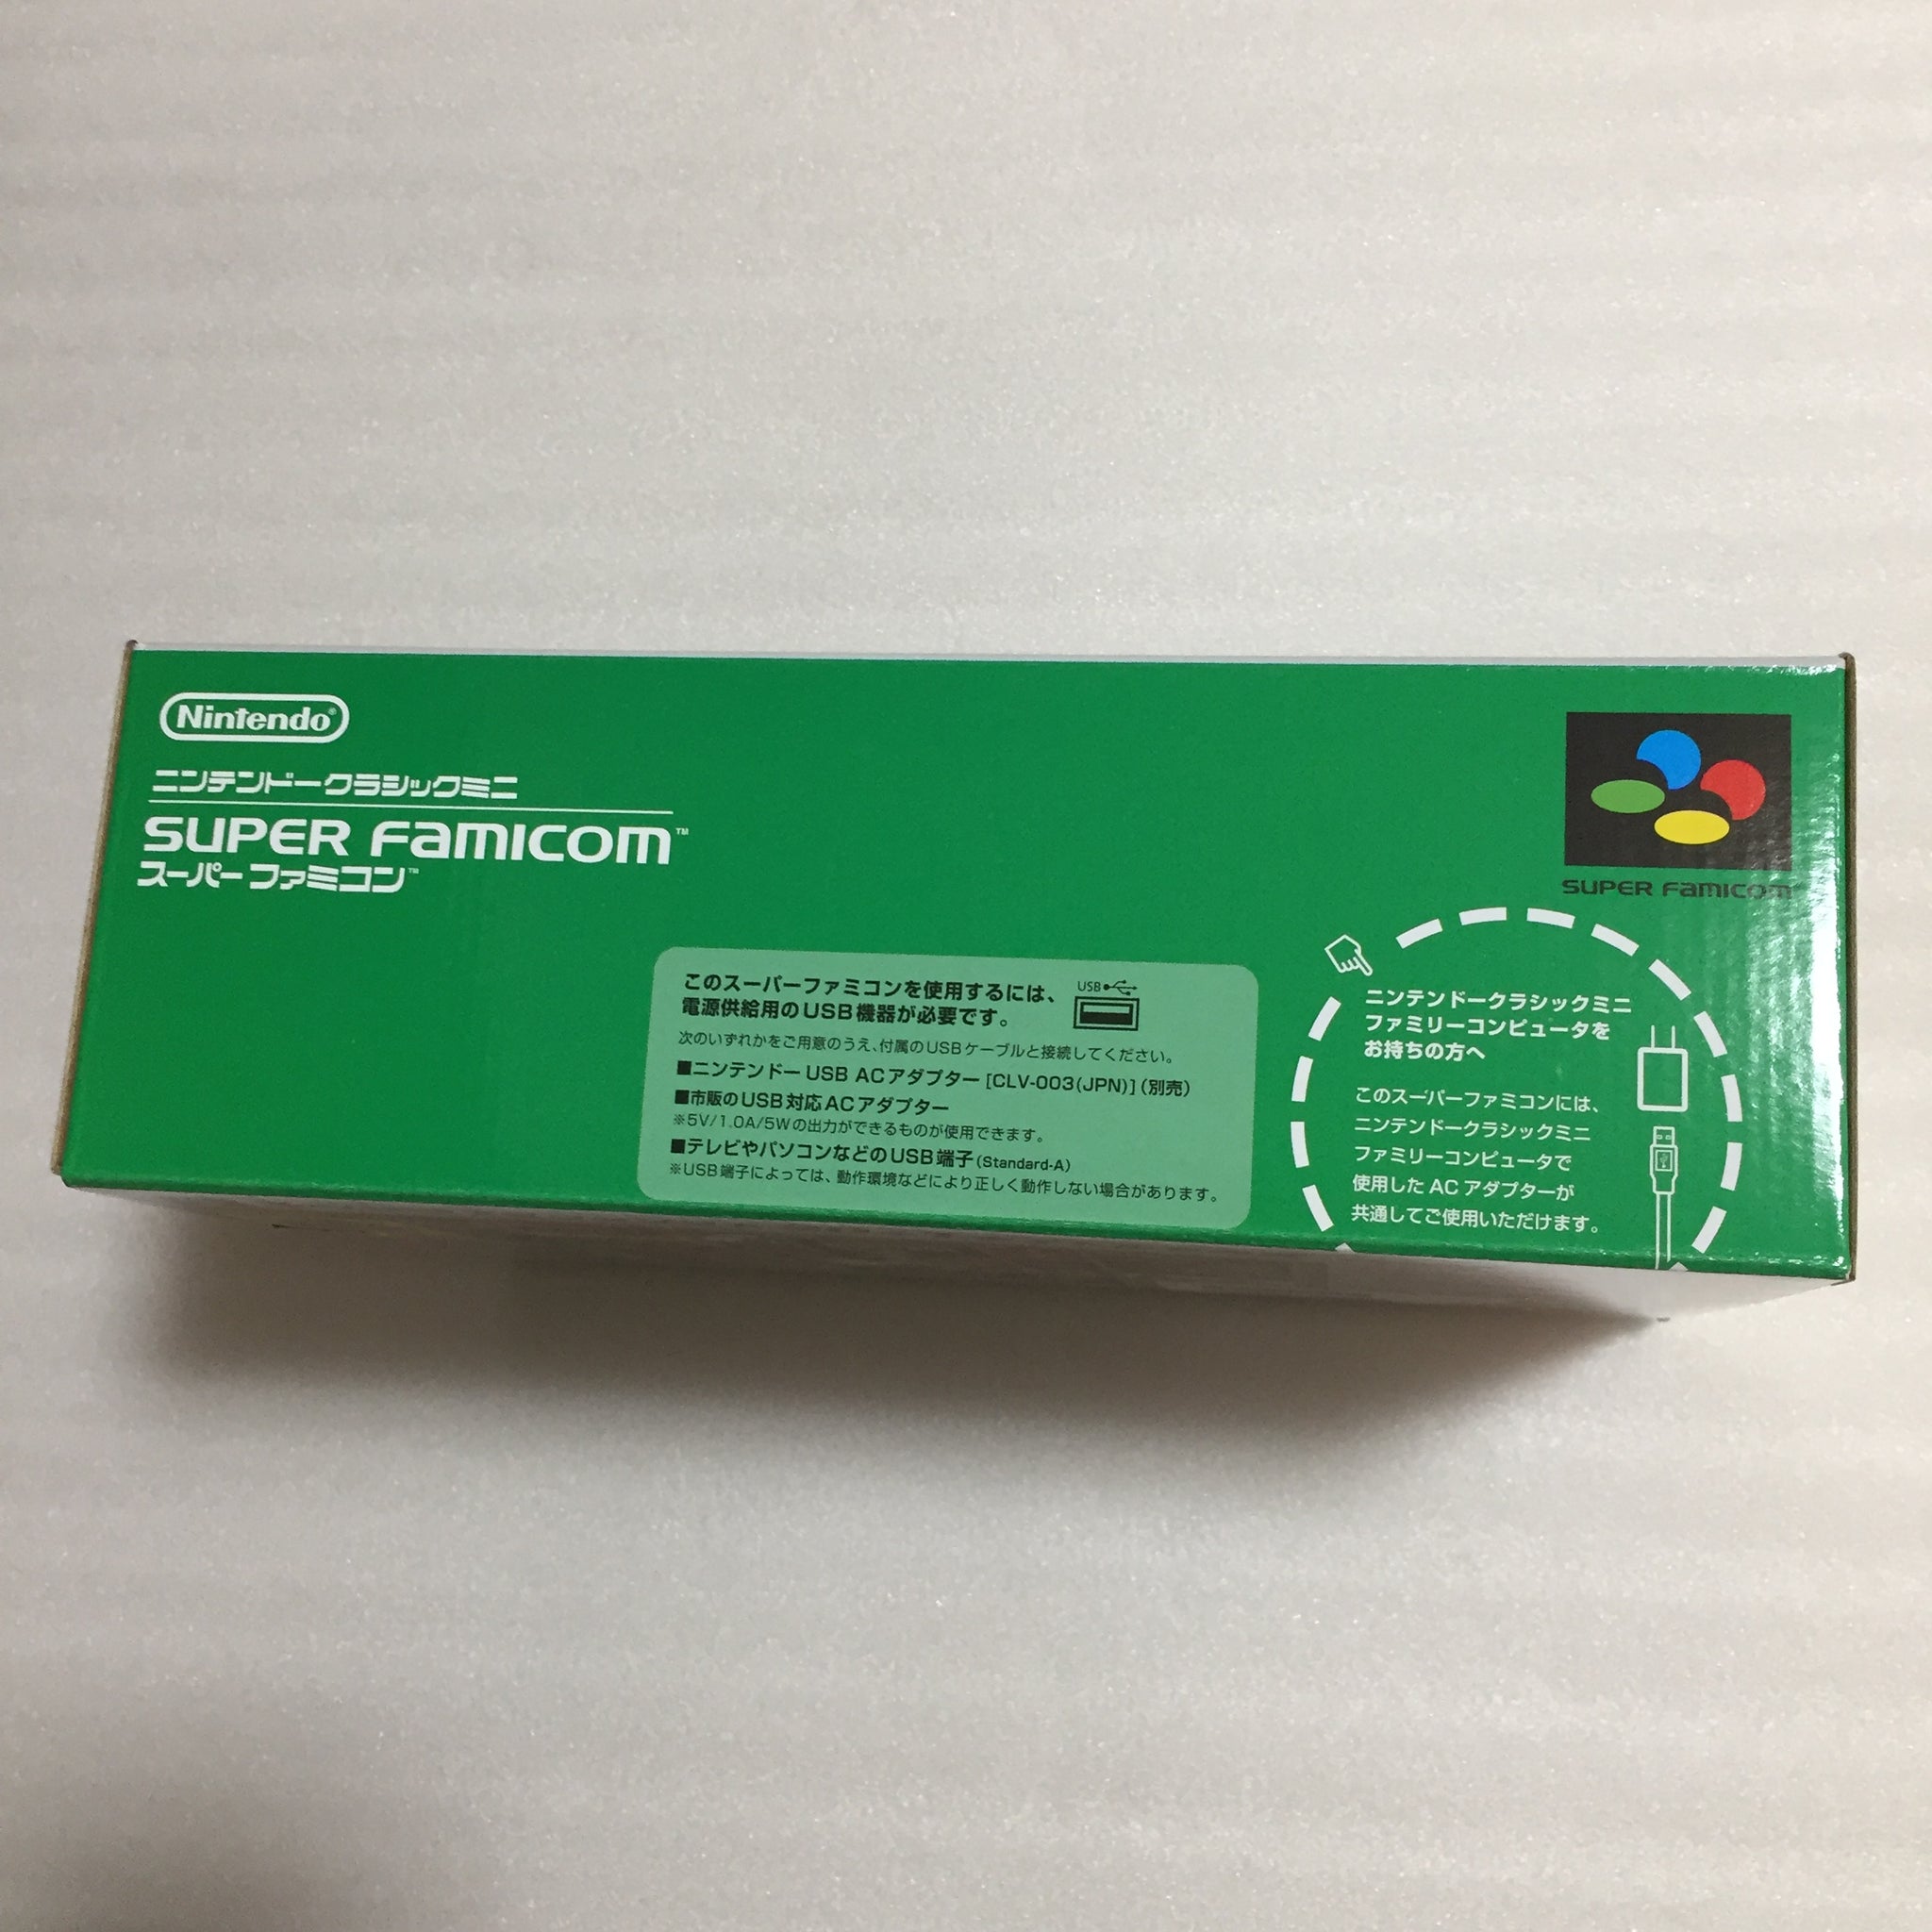 Nintendo®
ニンテンドークラシックミニ
SUPER FAMICOM™
スーパーファミコン™
SUPER FAMICOM
このスーパーファミコンを使用するには、
電源供給用のUSB機器が必要です。
USB
次のいずれかをご用意のうえ、付属のUSBケーブルと接続してください。
■ニンテンドーUSB ACアダプター[CLV-003(JPN)](別売)
■市販のUSB対応ACアダプター
※5V/1.0A/5Wの出力ができるものが使用できます。
■テレビやパソコンなどのUSB端子(Standard-A)
※USB端子によっては、動作環境などにより正しく動作しない場合があります。
ニンテンドークラシックミニ
ファミリーコンピュータを
お持ちの方へ
このスーパーファミコンには、
ニンテンドークラシックミニ
ファミリーコンピュータで
使用したACアダプターが
共通してご使用いただけます。